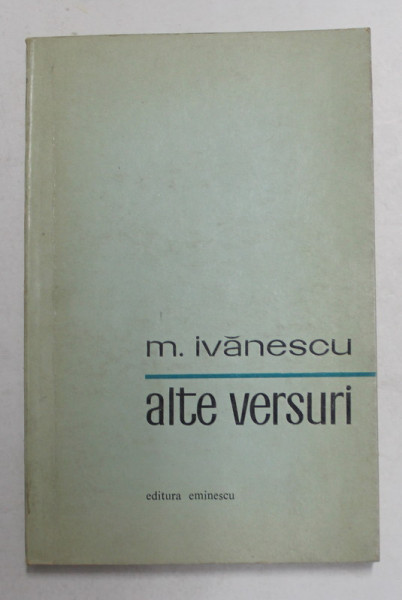 m. ivănescu
alte versuri
editura eminescu